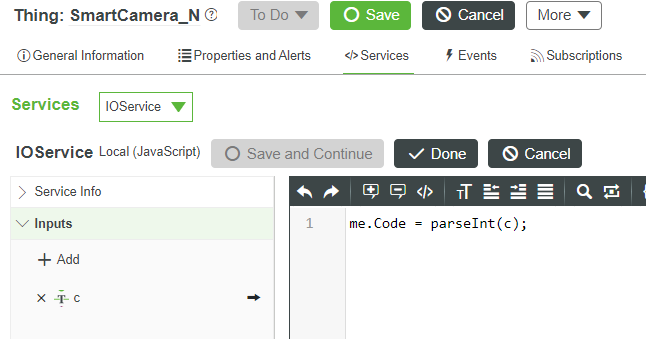 Thing: SmartCamera_N ? To Do Save Cancel More
General Information Properties and Alerts </> Services Events Subscriptions
Services IOService
IOService Local (JavaScript) Save and Continue Done Cancel
Service Info
Inputs
Add
T c
1 me.Code = parseInt(c);